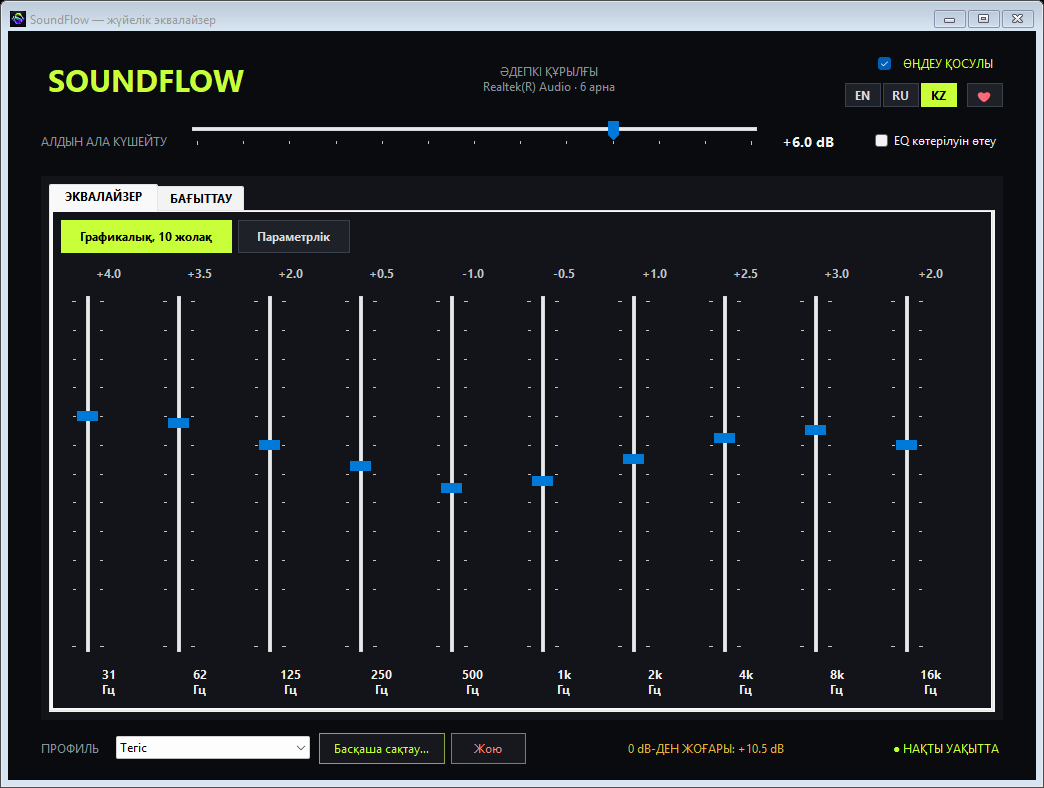 SoundFlow — жүйелік эквалайзер
SOUNDFLOW
ӘДЕПКІ ҚҰРЫЛҒЫ
Realtek(R) Audio · 6 арна
ӨҢДЕУ ҚОСУЛЫ
EN RU KZ
АЛДЫН АЛА КҮШЕЙТУ
+6.0 dB
EQ көтерілуін өтеу
ЭКВАЛАЙЗЕР БАҒЫТТАУ
Графикалық, 10 жолақ Параметрлік
+4.0 +3.5 +2.0 +0.5 -1.0 -0.5 +1.0 +2.5 +3.0 +2.0
31 62 125 250 500 1k 2k 4k 8k 16k
Гц Гц Гц Гц Гц Гц Гц Гц Гц Гц
ПРОФИЛЬ Тегіс Басқаша сақтау... Жою 0 dB-ДЕН ЖОҒАРЫ: +10.5 dB ● НАҚТЫ УАҚЫТТА